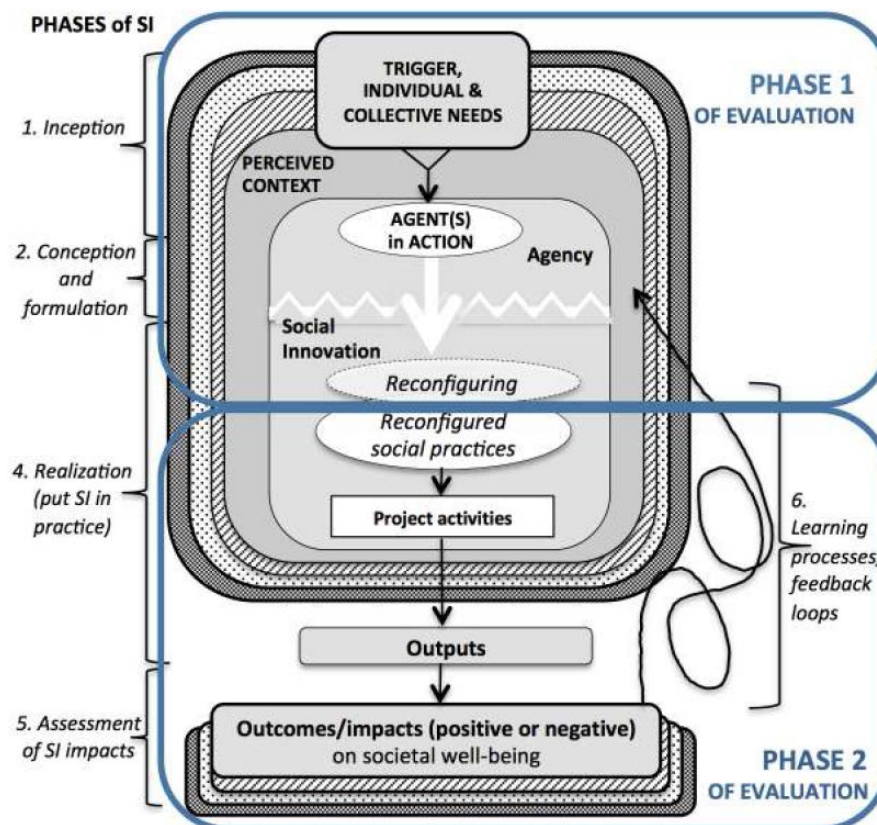 PHASES of SI
1. Inception
2. Conception
and
formulation
4. Realization
(put SI in
practice)
5. Assessment
of SI impacts
TRIGGER,
INDIVIDUAL &
COLLECTIVE NEEDS
PERCEIVED
CONTEXT
AGENT(S)
in ACTION
Agency
Social
Innovation
Reconfiguring
Reconfigured
social practices
Project activities
Outputs
Outcomes/impacts (positive or negative)
on societal well-being
PHASE 1
OF EVALUATION
6.
Learning
processes,
feedback
loops
PHASE 2
OF EVALUATION